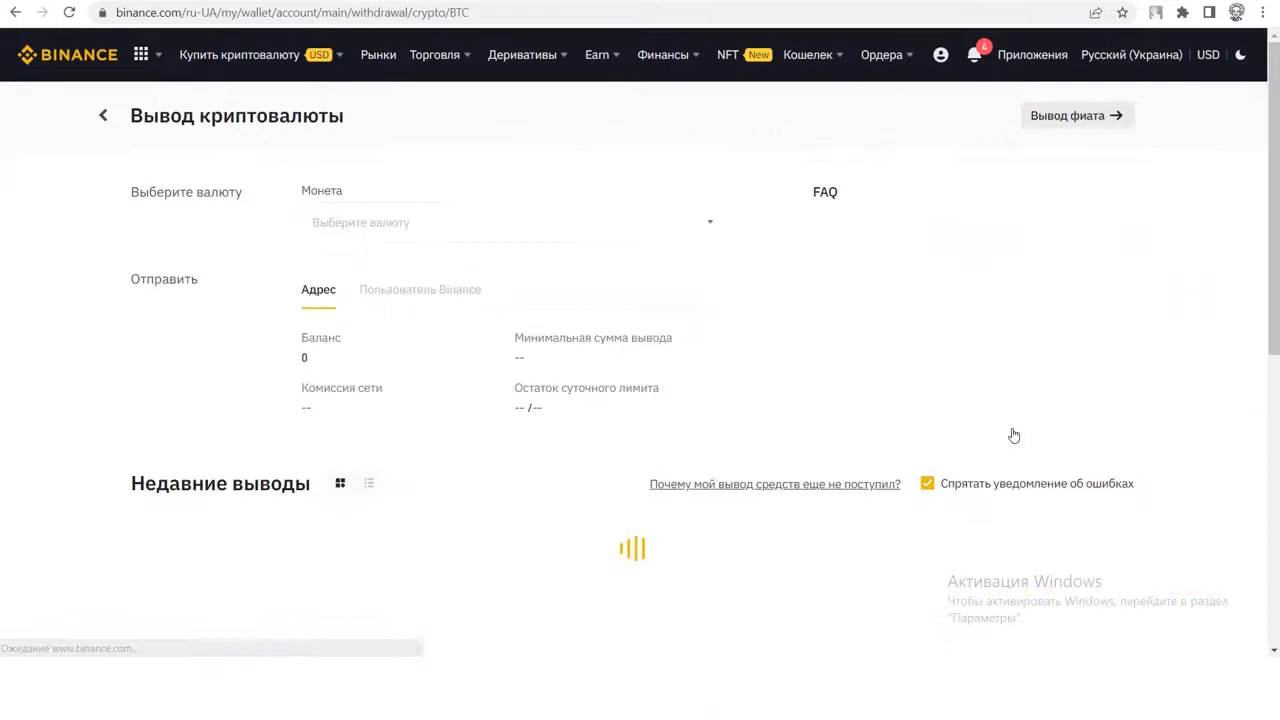 binance.com/ru-UA/my/wallet/account/main/withdrawal/crypto/BTC
BINANCE Купить криптовалюту USD Рынки Торговля Деривативы Earn Финансы NFT New Кошелек Ордера 4 Приложения Русский (Украина) USD
Вывод криптовалюты
Вывод фиата →
Выберите валюту
Монета
FAQ
Выберите валюту
Отправить
Адрес Пользователь Binance
Баланс Минимальная сумма вывода
0 --
Комиссия сети Остаток суточного лимита
-- -- /--
Недавние выводы
Почему мой вывод средств еще не поступил?
Спрятать уведомление об ошибках
Активация Windows
Чтобы активировать Windows, перейдите в раздел
"Параметры".
Ожидание www.binance.com...